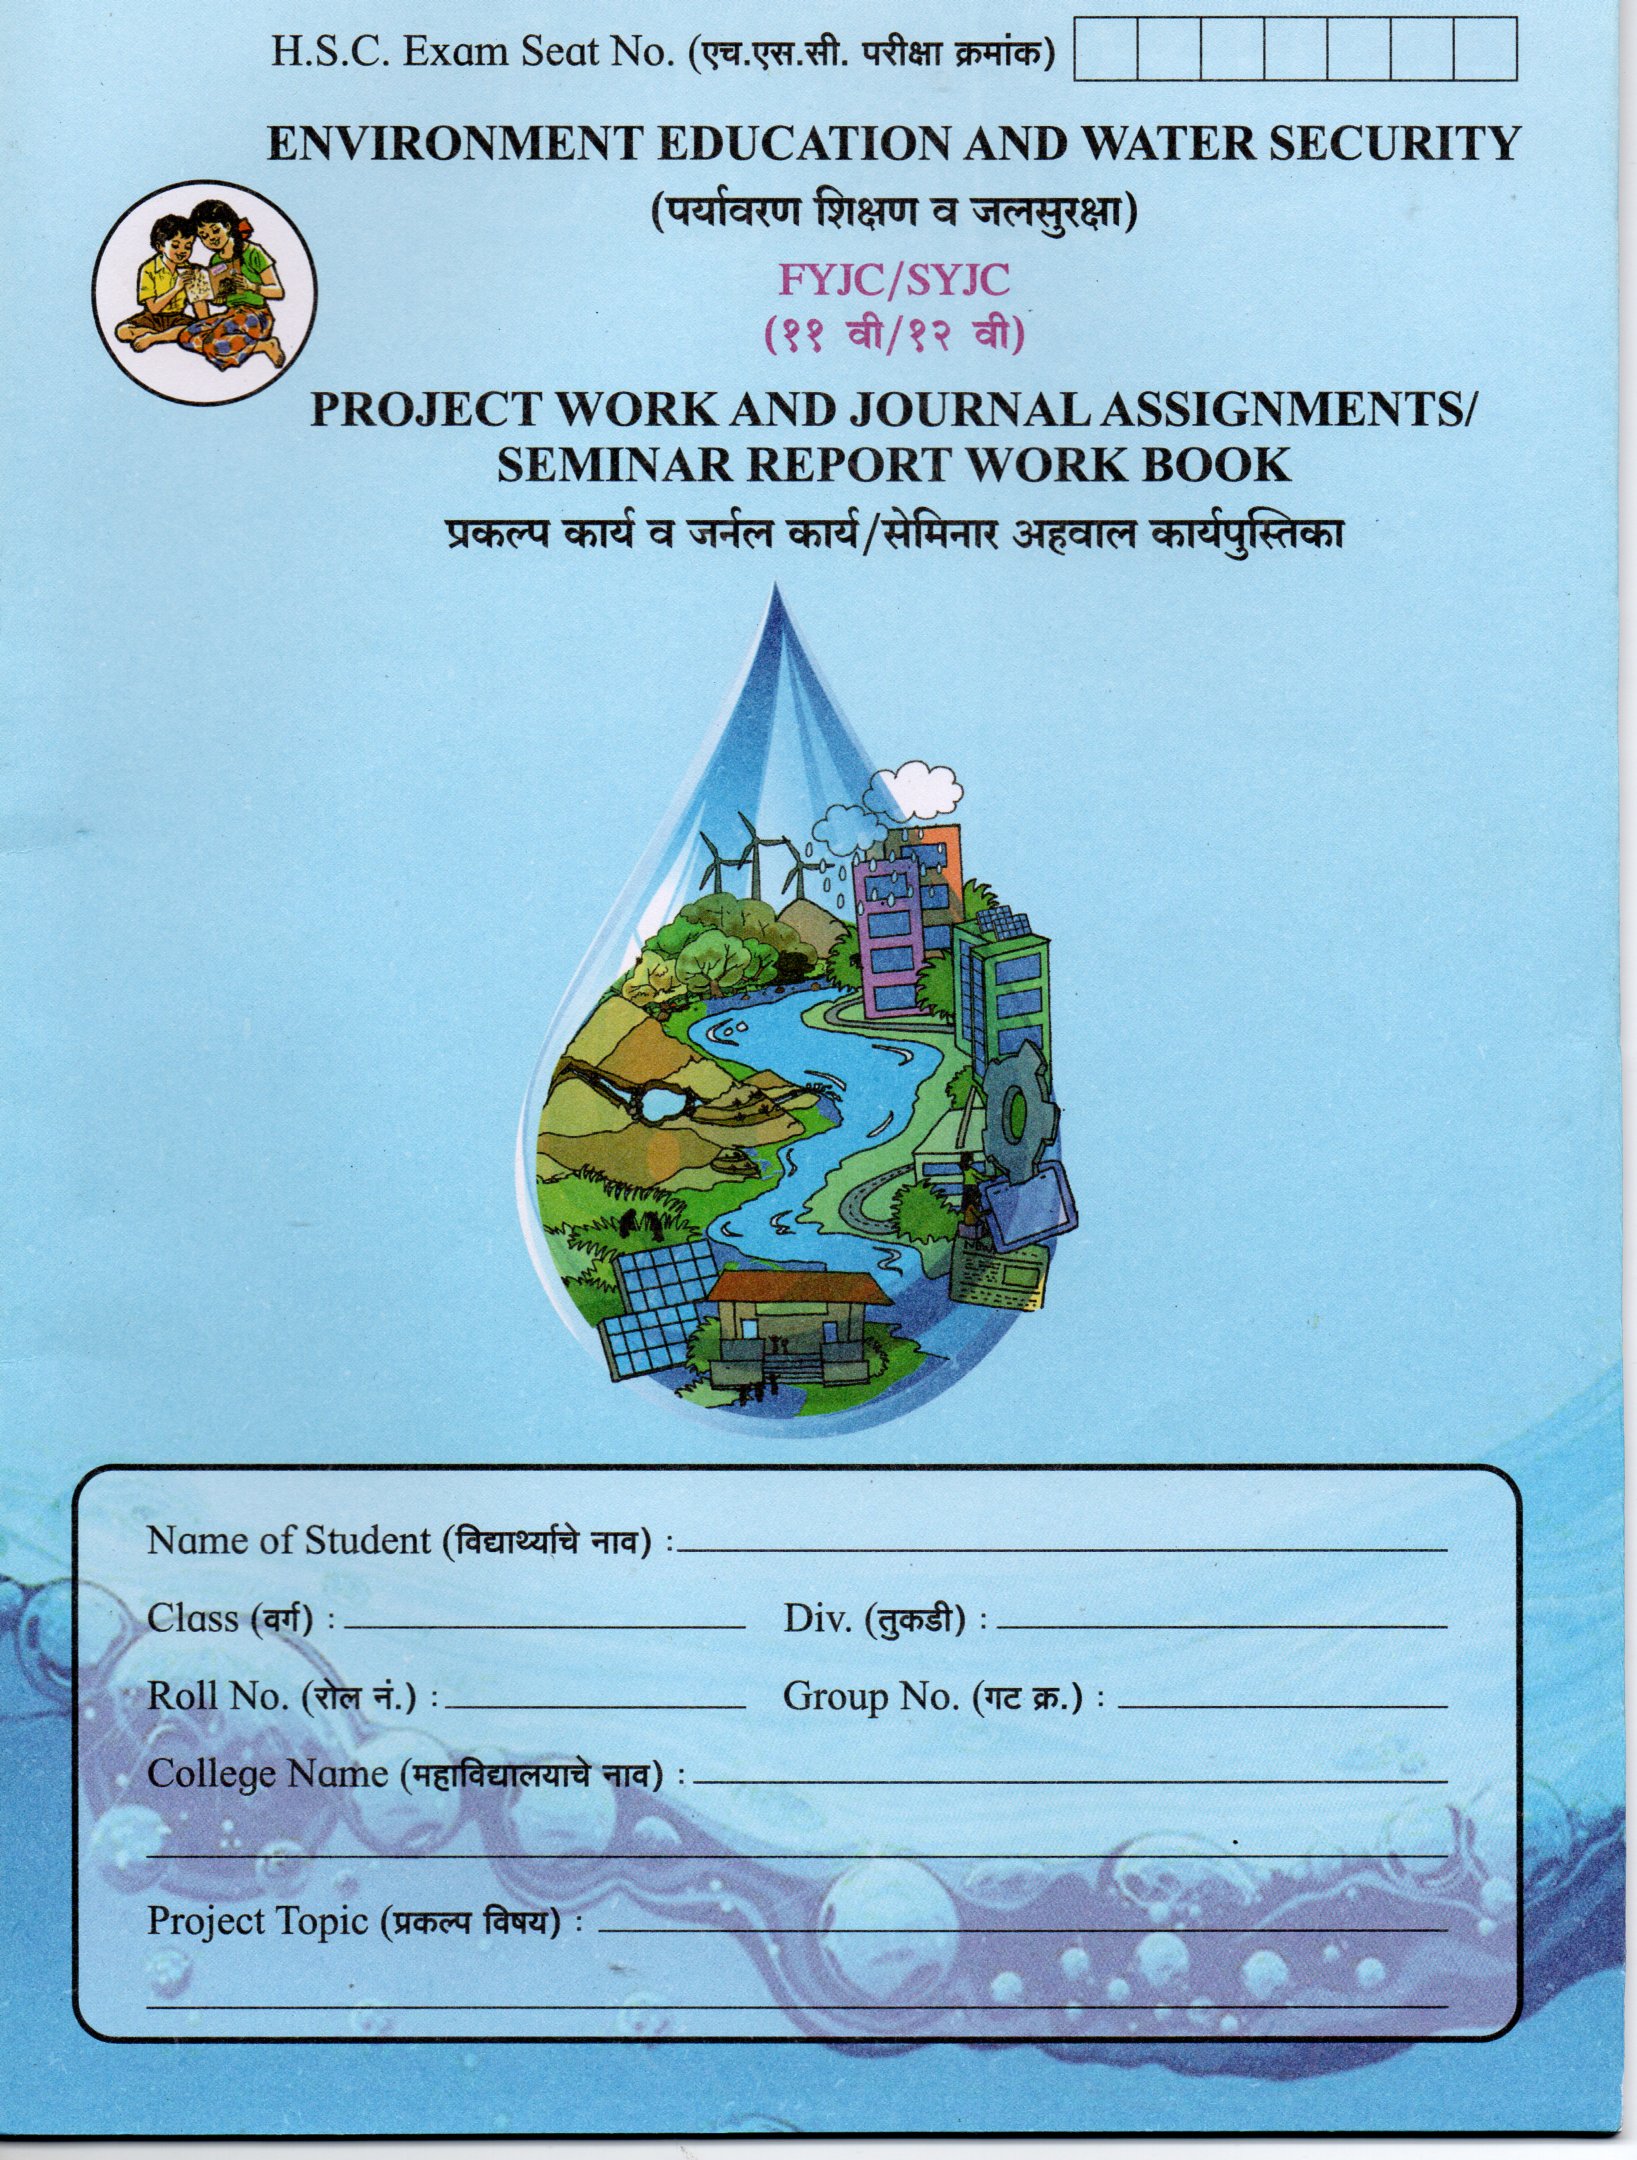 H.S.C. Exam Seat No. (एच.एस.सी. परीक्षा क्रमांक)
ENVIRONMENT EDUCATION AND WATER SECURITY
(पर्यावरण शिक्षण व जलसुरक्षा)
FYJC/SYJC
(११ वी/१२ वी)
PROJECT WORK AND JOURNAL ASSIGNMENTS/
SEMINAR REPORT WORK BOOK
प्रकल्प कार्य व जर्नल कार्य/सेमिनार अहवाल कार्यपुस्तिका
Name of Student (विद्यार्थ्याचे नाव) :
Class (वर्ग) : Div. (तुकडी) :
Roll No. (रोल नं.) : Group No. (गट क्र.) :
College Name (महाविद्यालयाचे नाव) :
Project Topic (प्रकल्प विषय) :